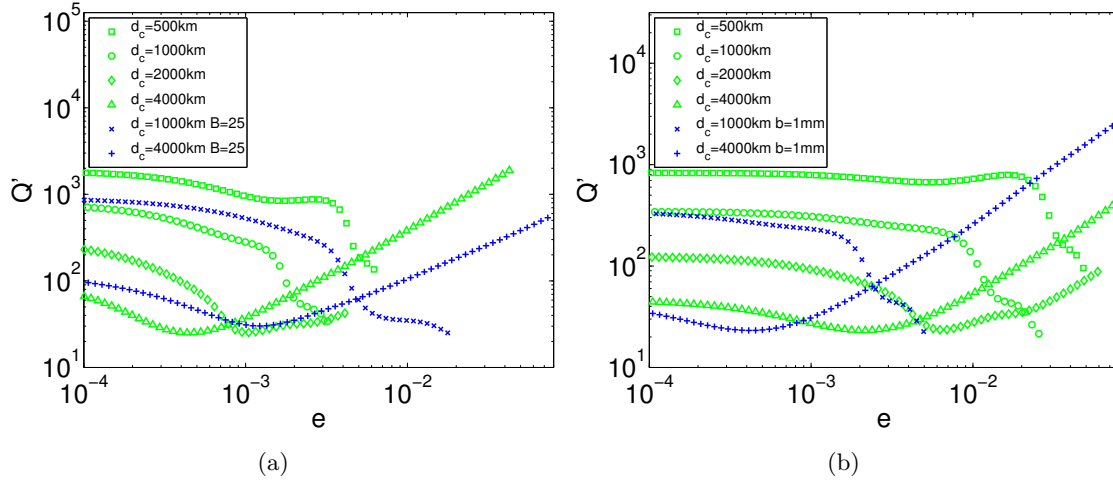 10^5
10^4
10^3
10^2
10^1
Q'
d_c=500km
d_c=1000km
d_c=2000km
d_c=4000km
d_c=1000km B=25
d_c=4000km B=25
10^-4
10^-3
10^-2
e
(a)
10^4
10^3
10^2
10^1
Q'
d_c=500km
d_c=1000km
d_c=2000km
d_c=4000km
d_c=1000km b=1mm
d_c=4000km b=1mm
10^-4
10^-3
10^-2
e
(b)